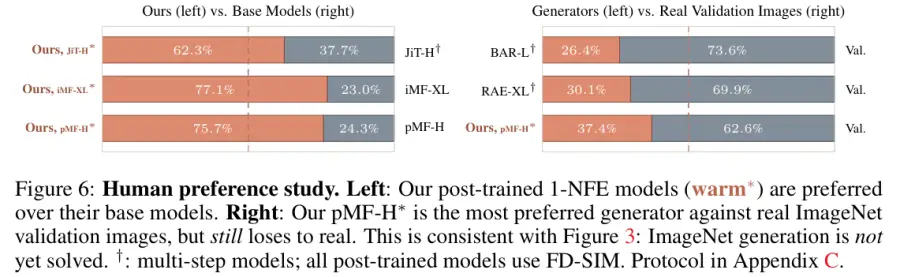 Ours (left) vs. Base Models (right)
Generators (left) vs. Real Validation Images (right)
Ours, JiT-H* 62.3% 37.7% JiT-H†
Ours, iMF-XL* 77.1% 23.0% iMF-XL
Ours, pMF-H* 75.7% 24.3% pMF-H
BAR-L† 26.4% 73.6% Val.
RAE-XL† 30.1% 69.9% Val.
Ours, pMF-H* 37.4% 62.6% Val.
Figure 6: Human preference study. Left: Our post-trained 1-NFE models (warm*) are preferred
over their base models. Right: Our pMF-H* is the most preferred generator against real ImageNet
validation images, but still loses to real. This is consistent with Figure 3: ImageNet generation is not
yet solved. †: multi-step models; all post-trained models use FD-SIM. Protocol in Appendix C.